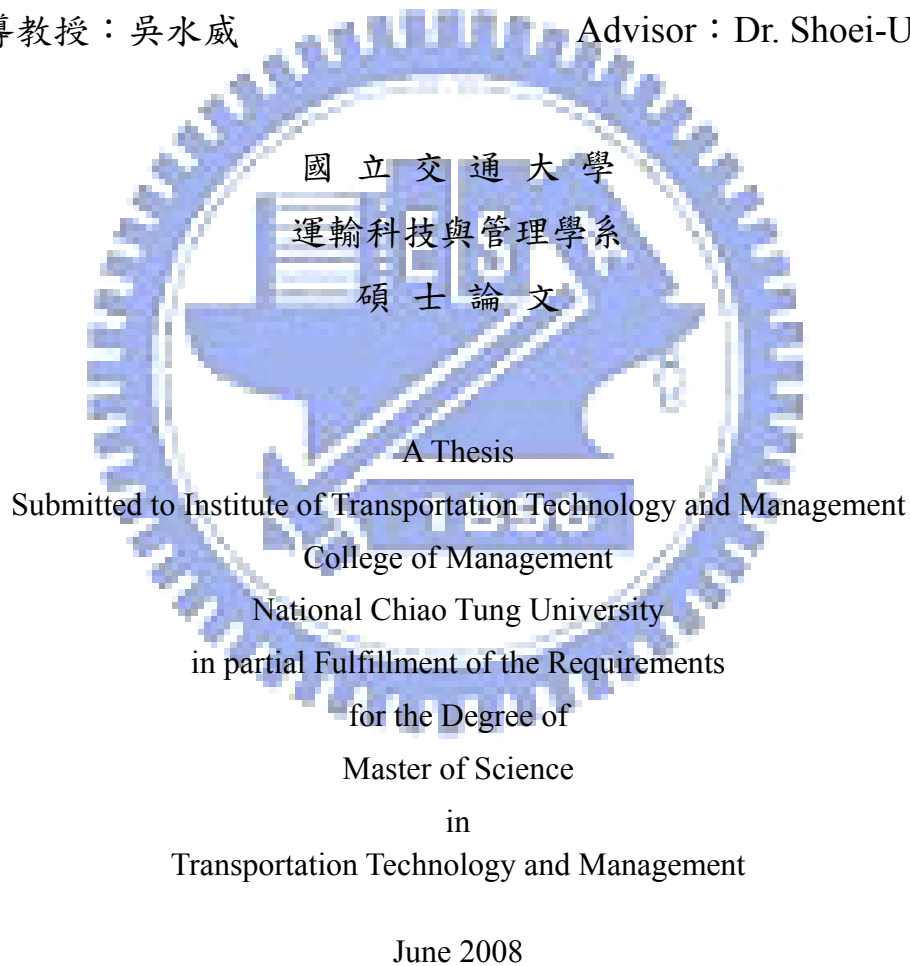 導教授：吳水威 Advisor：Dr. Shoei-U
國 立 交 通 大 學
運輸科技與管理學系
碩 士 論 文
A Thesis
Submitted to Institute of Transportation Technology and Management
College of Management
National Chiao Tung University
in partial Fulfillment of the Requirements
for the Degree of
Master of Science
in
Transportation Technology and Management
June 2008